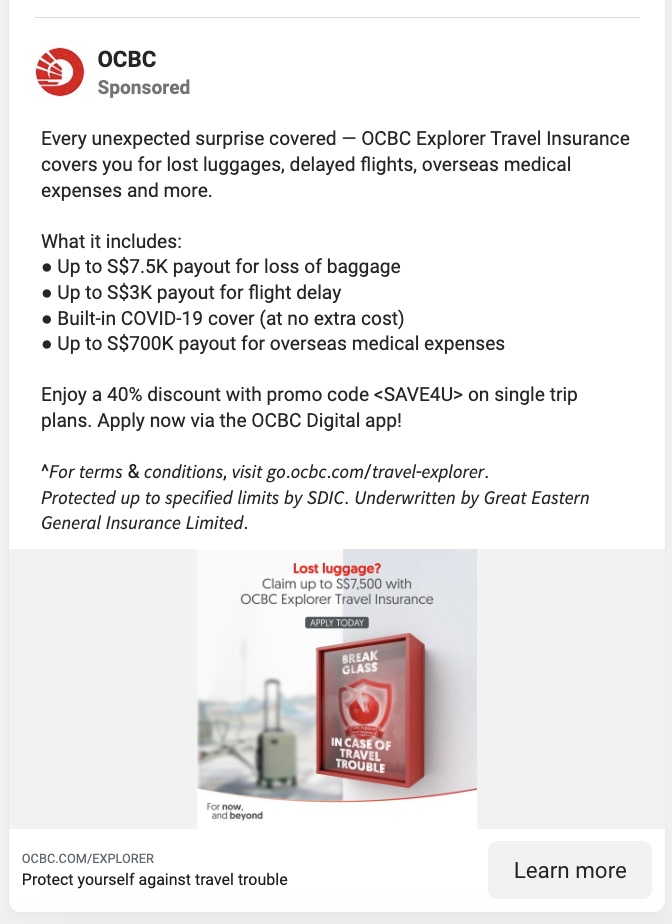 OCBC
Sponsored
Every unexpected surprise covered — OCBC Explorer Travel Insurance
covers you for lost luggages, delayed flights, overseas medical
expenses and more.
What it includes:
● Up to S$7.5K payout for loss of baggage
● Up to S$3K payout for flight delay
● Built-in COVID-19 cover (at no extra cost)
● Up to S$700K payout for overseas medical expenses
Enjoy a 40% discount with promo code <SAVE4U> on single trip
plans. Apply now via the OCBC Digital app!
^For terms & conditions, visit go.ocbc.com/travel-explorer.
Protected up to specified limits by SDIC. Underwritten by Great Eastern
General Insurance Limited.
Lost luggage?
Claim up to S$7,500 with
OCBC Explorer Travel Insurance
APPLY TODAY
BREAK
GLASS
IN CASE OF
TRAVEL
TROUBLE
For now,
and beyond
OCBC.COM/EXPLORER
Protect yourself against travel trouble
Learn more